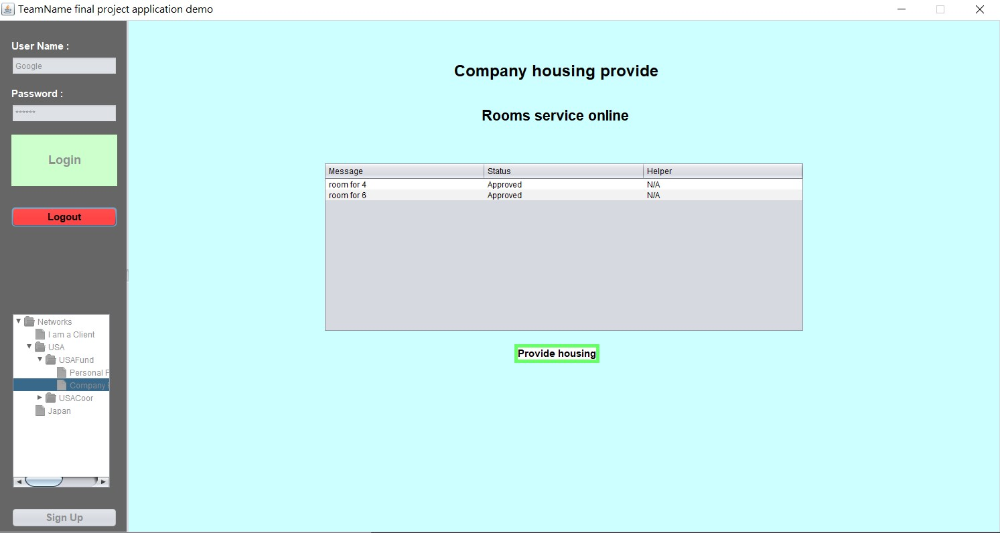 TeamName final project application demo
User Name :
Google
Password :
******
Login
Logout
Networks
I am a Client
USA
USAFund
Personal F
Company
USACoor
Japan
Sign Up
Company housing provide
Rooms service online
Message Status Helper
room for 4 Approved N/A
room for 6 Approved N/A
Provide housing